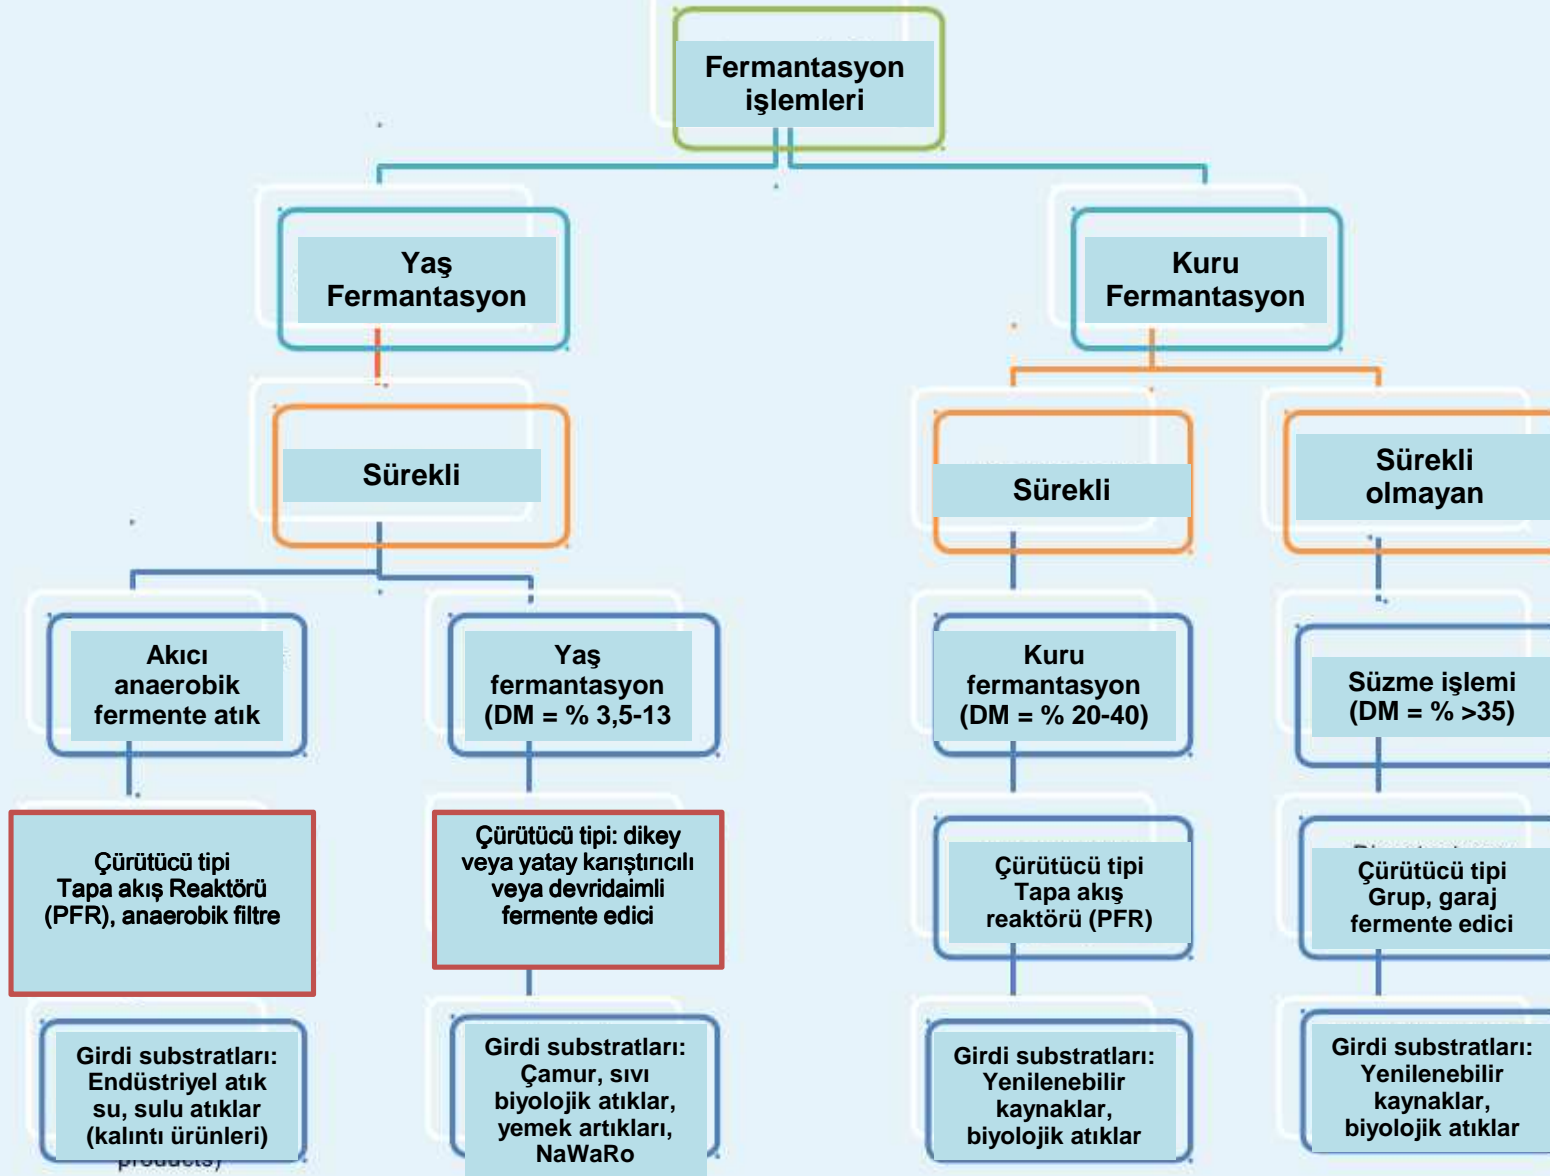 Fermantasyon
işlemleri
Yaş
Fermantasyon
Kuru
Fermantasyon
Sürekli
Sürekli
Sürekli
olmayan
Akıcı
anaerobik
fermente atık
Yaş
fermantasyon
(DM = % 3,5-13
Kuru
fermantasyon
(DM = % 20-40)
Süzme işlemi
(DM = % >35)
Çürütücü tipi
Tapa akış Reaktörü
(PFR), anaerobik filtre
Çürütücü tipi: dikey
veya yatay karıştırıcılı
veya devridaimli
fermente edici
Çürütücü tipi
Tapa akış
reaktörü (PFR)
Çürütücü tipi
Grup, garaj
fermente edici
Girdi substratları:
Endüstriyel atık
su, sulu atıklar
(kalıntı ürünleri)
products)
Girdi substratları:
Çamur, sıvı
biyolojik atıklar,
yemek artıkları,
NaWaRo
Girdi substratları:
Yenilenebilir
kaynaklar,
biyolojik atıklar
Girdi substratları:
Yenilenebilir
kaynaklar,
biyolojik atıklar